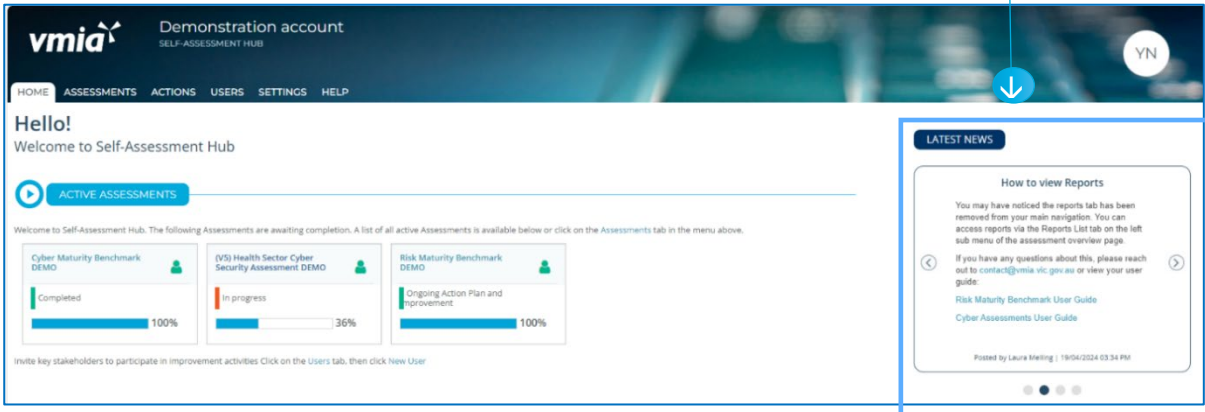 vmia
Demonstration account
SELF-ASSESSMENT HUB
YN
HOME ASSESSMENTS ACTIONS USERS SETTINGS HELP
Hello!
Welcome to Self-Assessment Hub
ACTIVE ASSESSMENTS
Welcome to Self-Assessment Hub. The following Assessments are awaiting completion. A list of all active Assessments is available below or click on the Assessments tab in the menu above.
Cyber Maturity Benchmark
DEMO
Completed
100%
(V5) Health Sector Cyber
Security Assessment DEMO
In progress
36%
Risk Maturity Benchmark
DEMO
Ongoing Action Plan and
mprovement
100%
Invite key stakeholders to participate in improvement activities Click on the Users tab, then click New User
LATEST NEWS
How to view Reports
You may have noticed the reports tab has been
removed from your main navigation. You can
access reports via the Reports List tab on the left
sub menu of the assessment overview page.
If you have any questions about this, please reach
out to contact@vmia.vic.gov.au or view your user
guide:
Risk Maturity Benchmark User Guide
Cyber Assessments User Guide
Posted by Laura Melling | 19/04/2024 03:34 PM